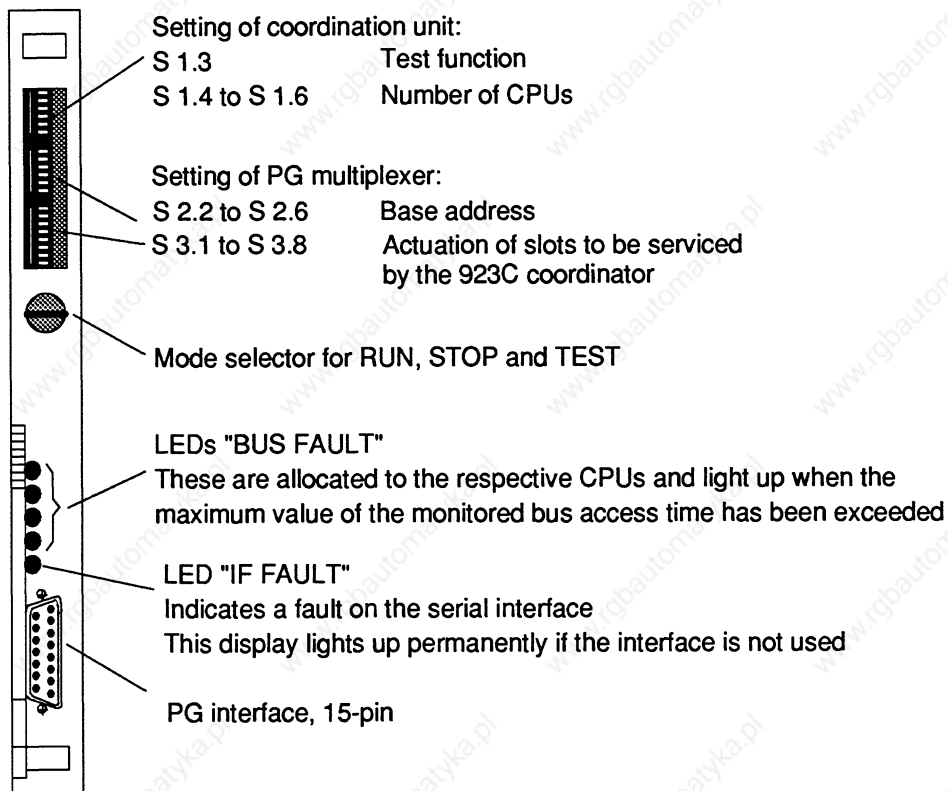 Setting of coordination unit:
S 1.3 Test function
S 1.4 to S 1.6 Number of CPUs
Setting of PG multiplexer:
S 2.2 to S 2.6 Base address
S 3.1 to S 3.8 Actuation of slots to be serviced
by the 923C coordinator
Mode selector for RUN, STOP and TEST
LEDs "BUS FAULT"
These are allocated to the respective CPUs and light up when the
maximum value of the monitored bus access time has been exceeded
LED "IF FAULT"
Indicates a fault on the serial interface
This display lights up permanently if the interface is not used
PG interface, 15-pin
www.rgbautomatyka.pl